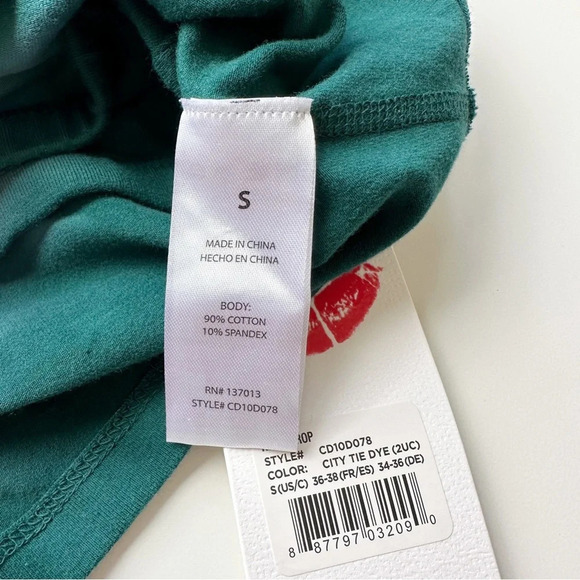 S
MADE IN CHINA
HECHO EN CHINA
BODY:
90% COTTON
10% SPANDEX
RN# 137013
STYLE# CD10D078
STYLE# CD10D078
COLOR: CITY TIE DYE (2UC)
S(US/C) 36-38(FR/ES) 34-36(DE)
8 87797 03209 0